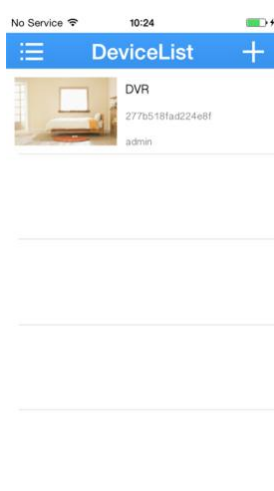 No Service 10:24
DeviceList
DVR
277b518fad224e8f
admin